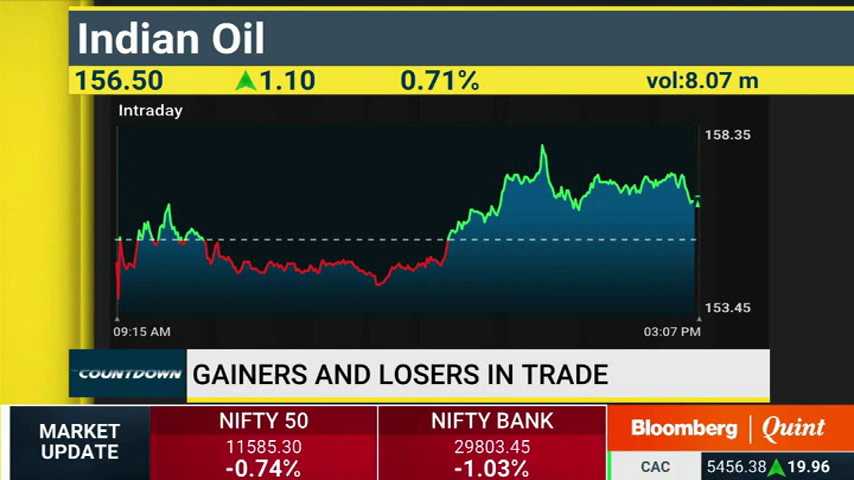 Indian Oil
156.50 ▲1.10 0.71% vol:8.07 m
Intraday
158.35
153.45
09:15 AM 03:07 PM
COUNTDOWN GAINERS AND LOSERS IN TRADE
MARKET UPDATE
NIFTY 50
11585.30
-0.74%
NIFTY BANK
29803.45
-1.03%
Bloomberg | Quint
CAC 5456.38 ▲19.96